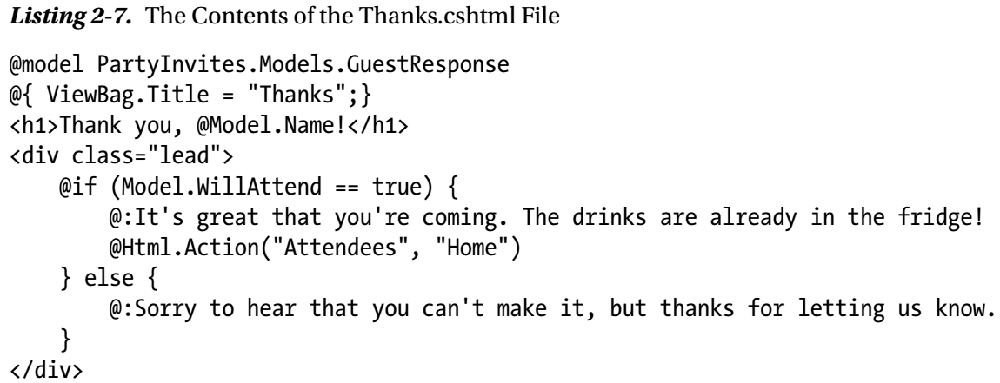 Listing 2-7. The Contents of the Thanks.cshtml File
@model PartyInvites.Models.GuestResponse
@{ ViewBag.Title = "Thanks";}
<h1>Thank you, @Model.Name!</h1>
<div class="lead">
    @if (Model.WillAttend == true) {
        @:It's great that you're coming. The drinks are already in the fridge!
        @Html.Action("Attendees", "Home")
    } else {
        @:Sorry to hear that you can't make it, but thanks for letting us know.
    }
</div>